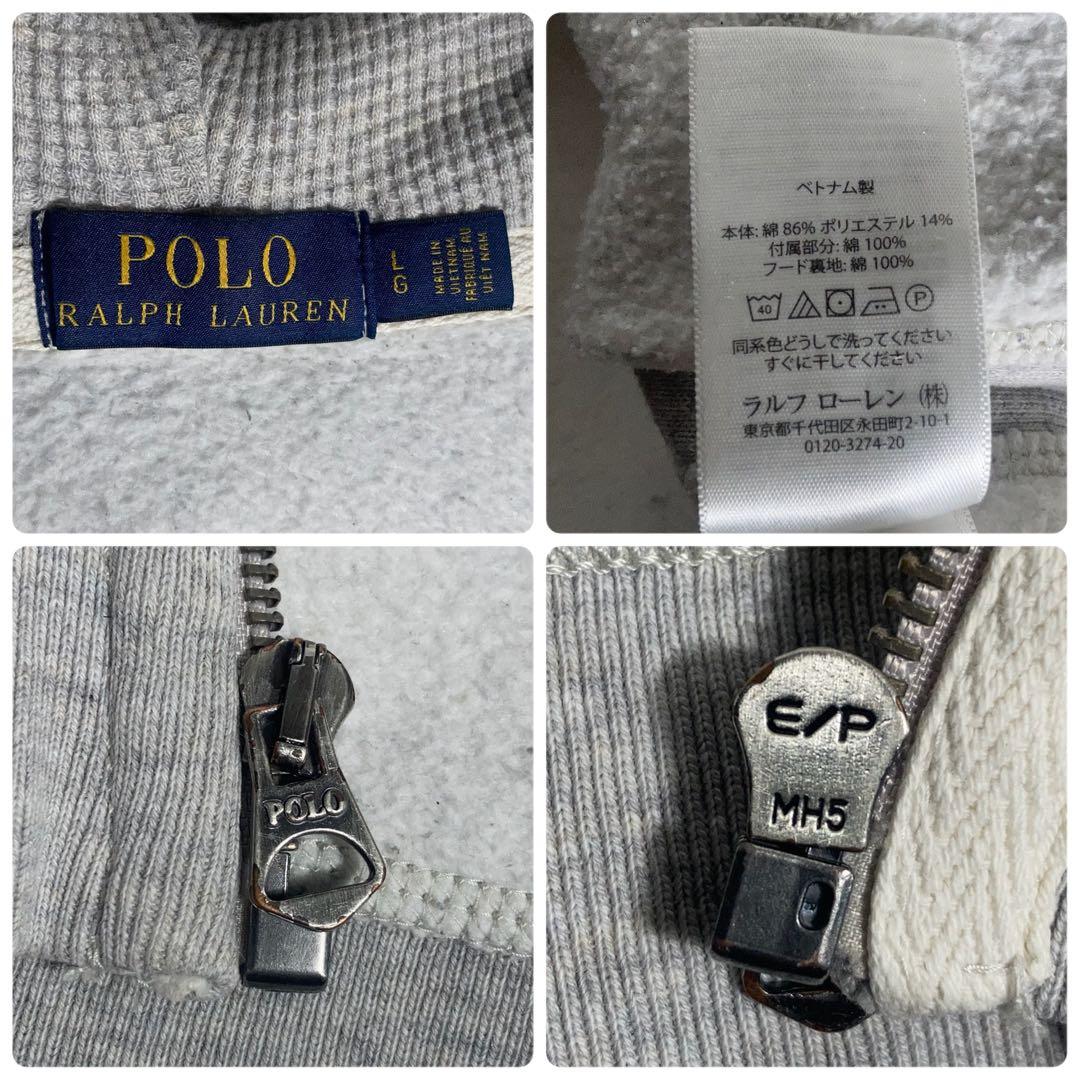 POLO
RALPH LAUREN
L
G
MADE IN
VIETNAM
FABRIQUÉ AU
VIÊT NAM
ベトナム製
本体: 綿 86% ポリエステル 14%
付属部分: 綿 100%
フード裏地: 綿 100%
40
P
同系色どうしで洗ってください
すぐに干してください
ラルフ ローレン (株)
東京都千代田区永田町2-10-1
0120-3274-20
POLO
E/P
MH5